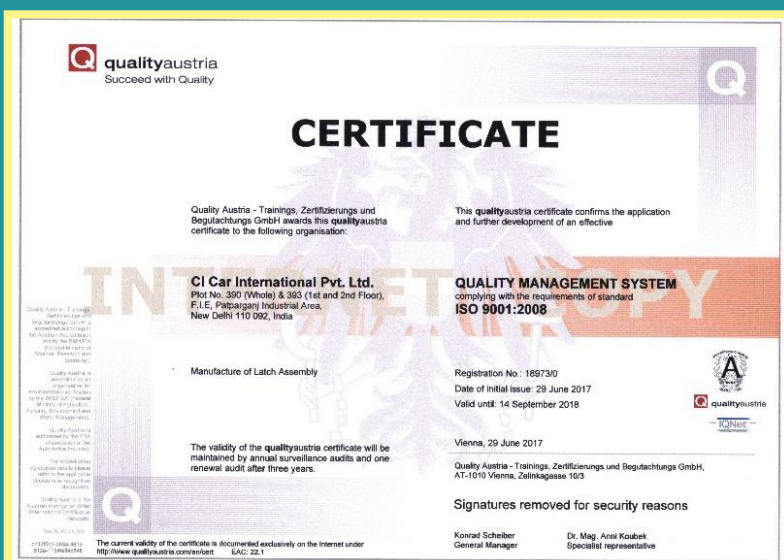 qualityaustria
Succeed with Quality
Q
CERTIFICATE
Quality Austria - Trainings, Zertifizierungs und
Begutachtungs GmbH awards this qualityaustria
certificate to the following organisation:
This qualityaustria certificate confirms the application
and further development of an effective
INTERNET COPY
CI Car International Pvt. Ltd.
Plot No. 390 (Whole) & 393 (1st and 2nd Floor),
F.I.E, Patparganj Industrial Area,
New Delhi 110 092, India
QUALITY MANAGEMENT SYSTEM
complying with the requirements of standard
ISO 9001:2008
Manufacture of Latch Assembly
Registration No.: 18973/0
Date of initial issue: 29 June 2017
Valid until: 14 September 2018
A
qualityaustria
IQNet
The validity of the qualityaustria certificate will be
maintained by annual surveillance audits and one
renewal audit after three years.
Vienna, 29 June 2017
Quality Austria - Trainings, Zertifizierungs und Begutachtungs GmbH,
AT-1010 Vienna, Zelinkagasse 10/3
Signatures removed for security reasons
Konrad Scheiber
General Manager
Dr. Mag. Anni Koubek
Specialist representative
Q
The current validity of the certificate is documented exclusively on the Internet under
http://www.qualityaustria.com/en/cert EAC: 22.1